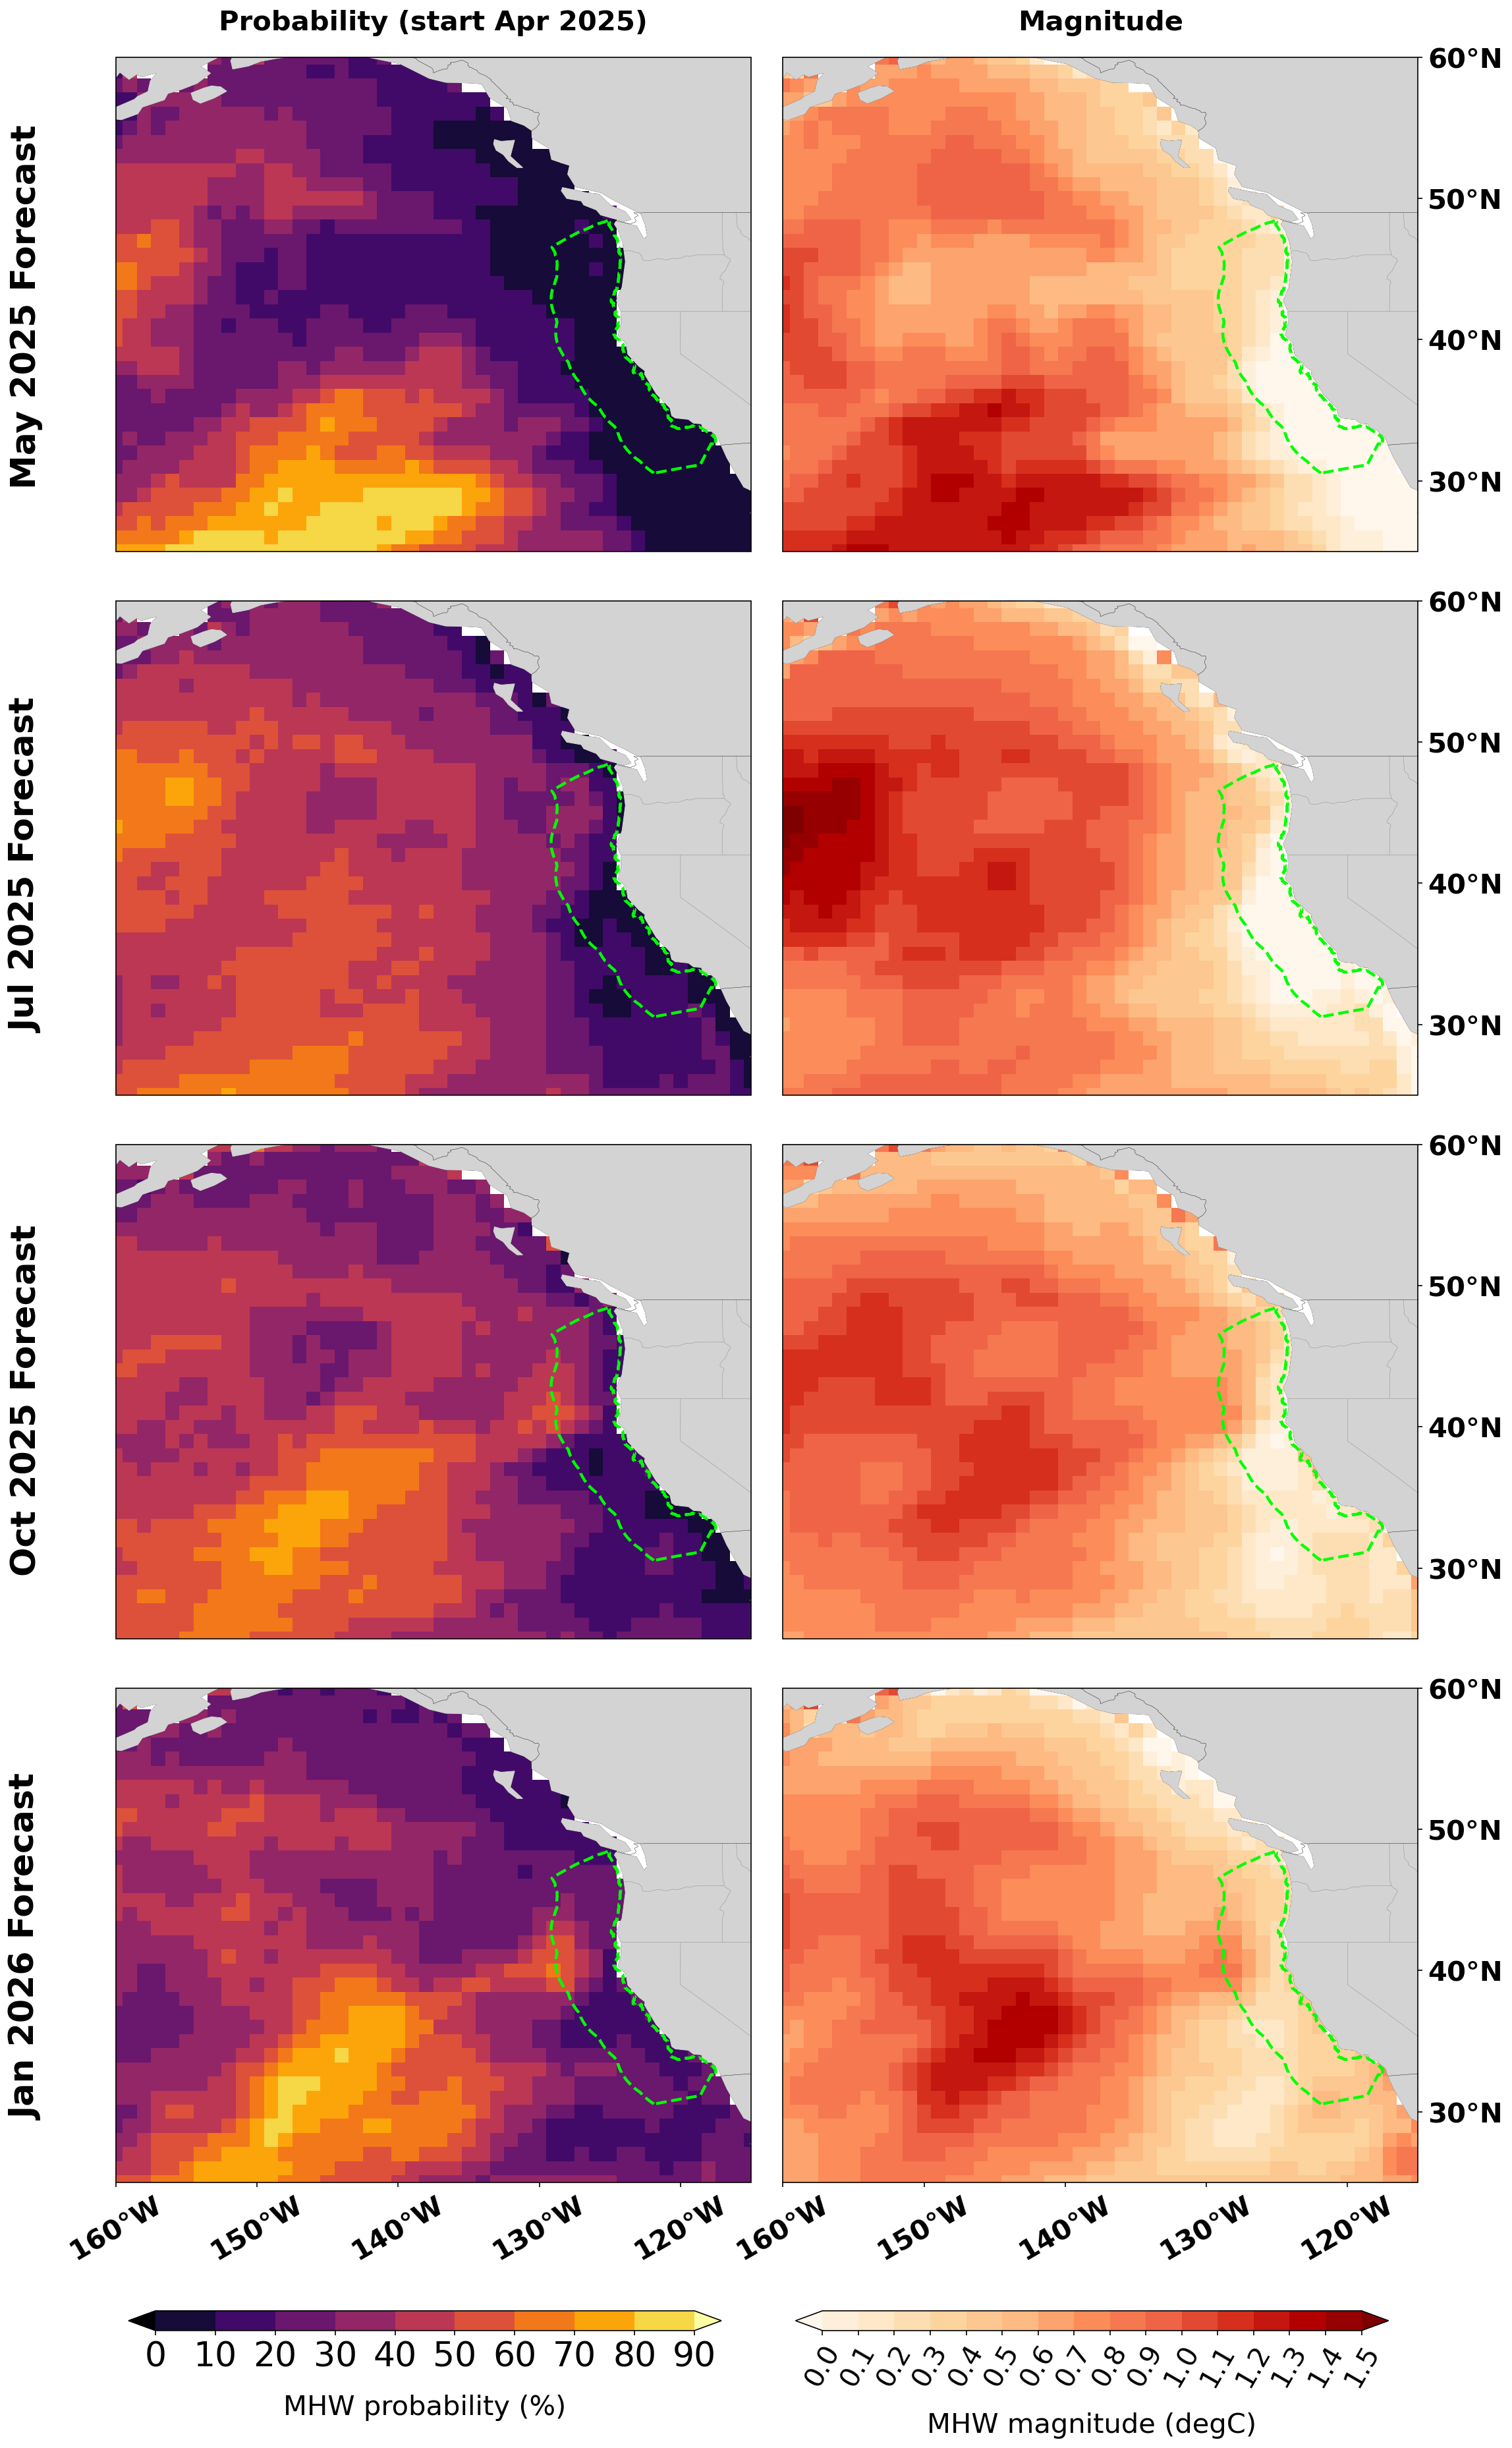 Probability (start Apr 2025)
Magnitude
May 2025 Forecast
60°N
50°N
40°N
30°N
Jul 2025 Forecast
60°N
50°N
40°N
30°N
Oct 2025 Forecast
60°N
50°N
40°N
30°N
Jan 2026 Forecast
60°N
50°N
40°N
30°N
160°W 150°W 140°W 130°W 120°W
160°W 150°W 140°W 130°W 120°W
0 10 20 30 40 50 60 70 80 90
MHW probability (%)
0.0 0.1 0.2 0.3 0.4 0.5 0.6 0.7 0.8 0.9 1.0 1.1 1.2 1.3 1.4 1.5
MHW magnitude (degC)